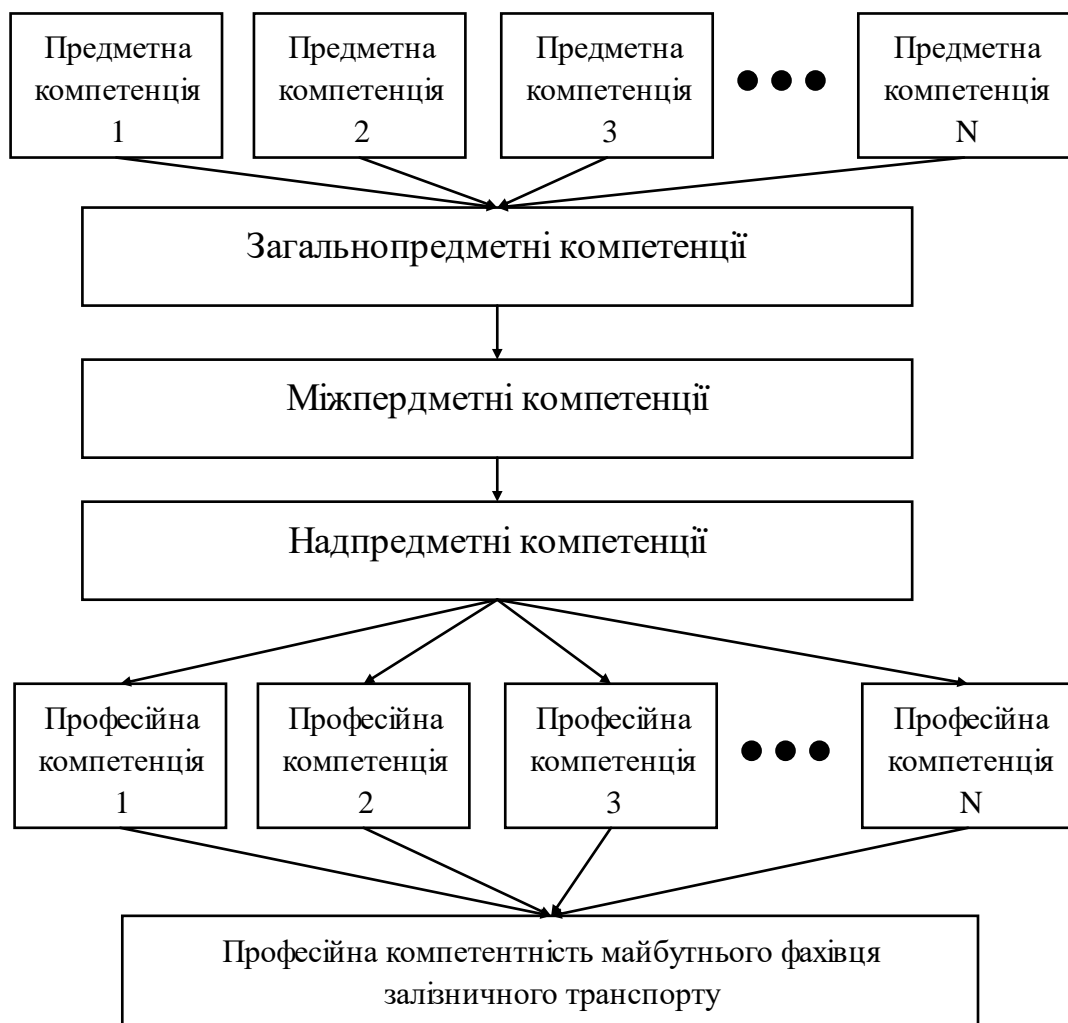 Предметна
компетенція
1
Предметна
компетенція
2
Предметна
компетенція
3
Предметна
компетенція
N
Загальнопредметні компетенції
Міжпердметні компетенції
Надпредметні компетенції
Професійна
компетенція
1
Професійна
компетенція
2
Професійна
компетенція
3
Професійна
компетенція
N
Професійна компетентність майбутнього фахівця
залізничного транспорту